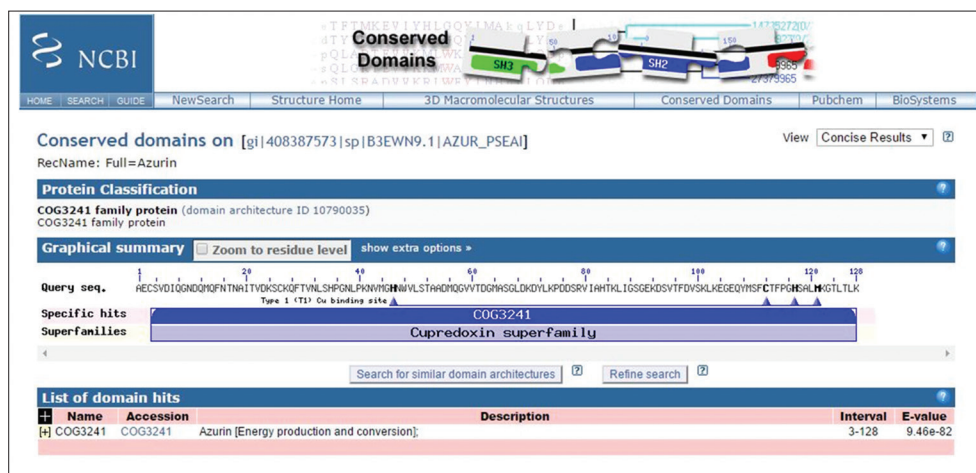 NCBI
Conserved
Domains
SH3
SH2
HOME SEARCH GUIDE NewSearch Structure Home 3D Macromolecular Structures Conserved Domains Pubchem BioSystems
Conserved domains on [gi|408387573|sp|B3EWN9.1|AZUR_PSEAI]
View Concise Results
RecName: Full=Azurin
Protein Classification
COG3241 family protein (domain architecture ID 10790035)
COG3241 family protein
Graphical summary Zoom to residue level show extra options »
1 20 40 60 80 100 120 128
Query seq. AECSVDIQGNDQMQFNTNAITVDKSCKQFTVNLSHPGNLPKNVMGHNWVLSTAADMQGVVTDGMASGLDKDYLKPDDSRVIAHTKLIGSGEKDSVTFDVSKLKEGEQYMSFCTFPGHSALMKGTLTLK
Type 1 (T1) Cu binding site
Specific hits COG3241
Superfamilies Cupredoxin superfamily
Search for similar domain architectures ? Refine search ?
List of domain hits
+ Name Accession Description Interval E-value
[+] COG3241 COG3241 Azurin [Energy production and conversion]; 3-128 9.46e-82